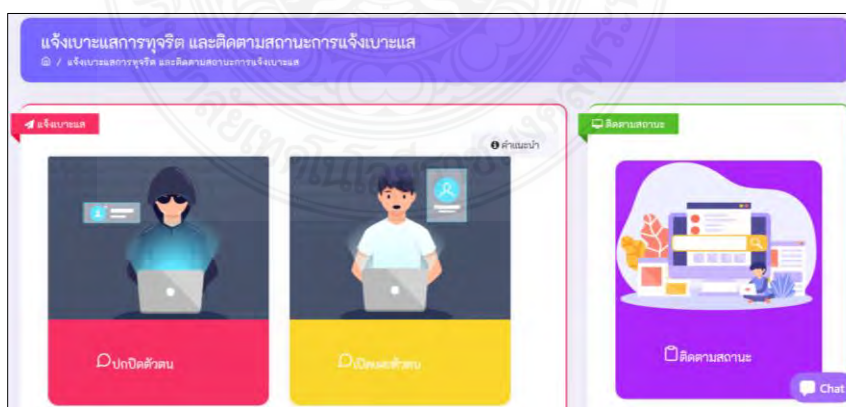 แจ้งเบาะแสการทุจริต และติดตามสถานะการแจ้งเบาะแส
/ แจ้งเบาะแสการทุจริต และติดตามสถานะการแจ้งเบาะแส
แจ้งเบาะแส
ติดตามสถานะ
คำแนะนำ
ปกปิดตัวตน
เปิดเผยตัวตน
ติดตามสถานะ
Chat